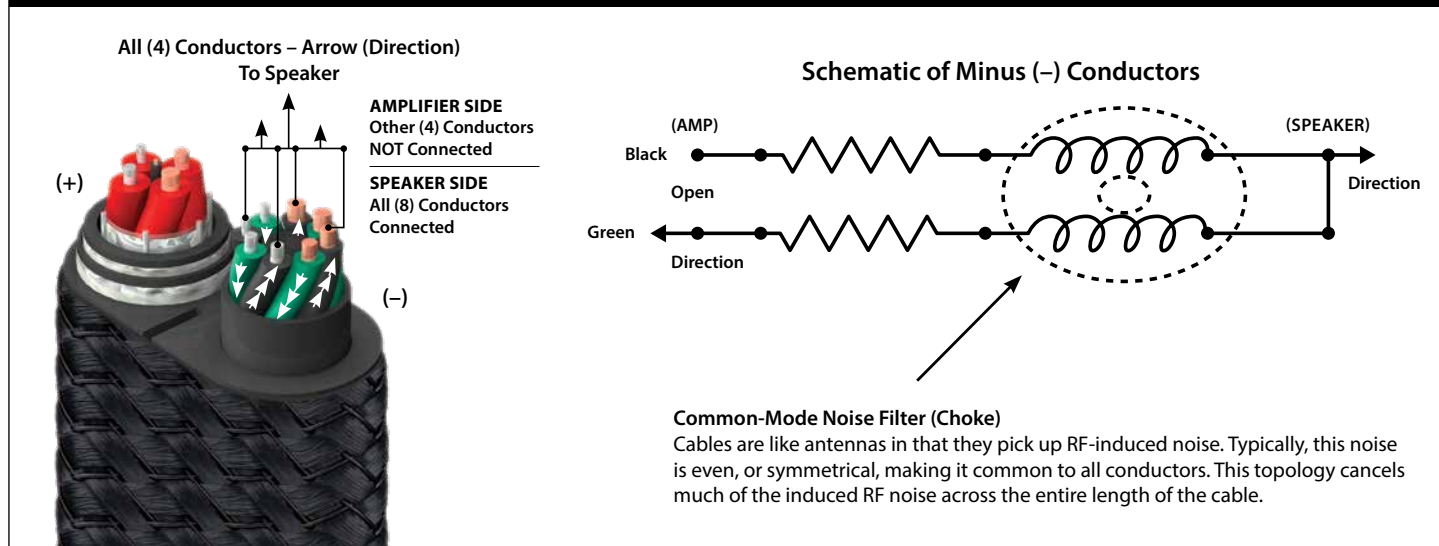 All (4) Conductors – Arrow (Direction)
To Speaker
AMPLIFIER SIDE
Other (4) Conductors
NOT Connected
SPEAKER SIDE
All (8) Conductors
Connected
(+)
(–)
Schematic of Minus (–) Conductors
(AMP)
(SPEAKER)
Black
Direction
Open
Green
Direction
Common-Mode Noise Filter (Choke)
Cables are like antennas in that they pick up RF-induced noise. Typically, this noise
is even, or symmetrical, making it common to all conductors. This topology cancels
much of the induced RF noise across the entire length of the cable.